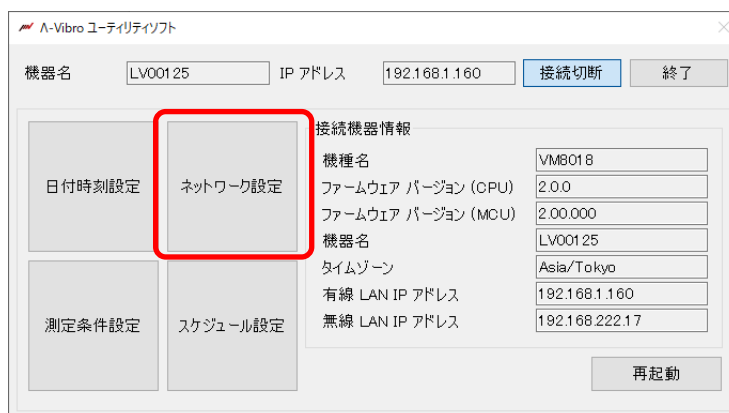 Λ-Vibro ユーティリティソフト
機器名 LV00125 IP アドレス 192.168.1.160 接続切断 終了
日付時刻設定
ネットワーク設定
測定条件設定
スケジュール設定
接続機器情報
機種名 VM8018
ファームウェア バージョン (CPU) 2.0.0
ファームウェア バージョン (MCU) 2.00.000
機器名 LV00125
タイムゾーン Asia/Tokyo
有線 LAN IP アドレス 192.168.1.160
無線 LAN IP アドレス 192.168.222.17
再起動